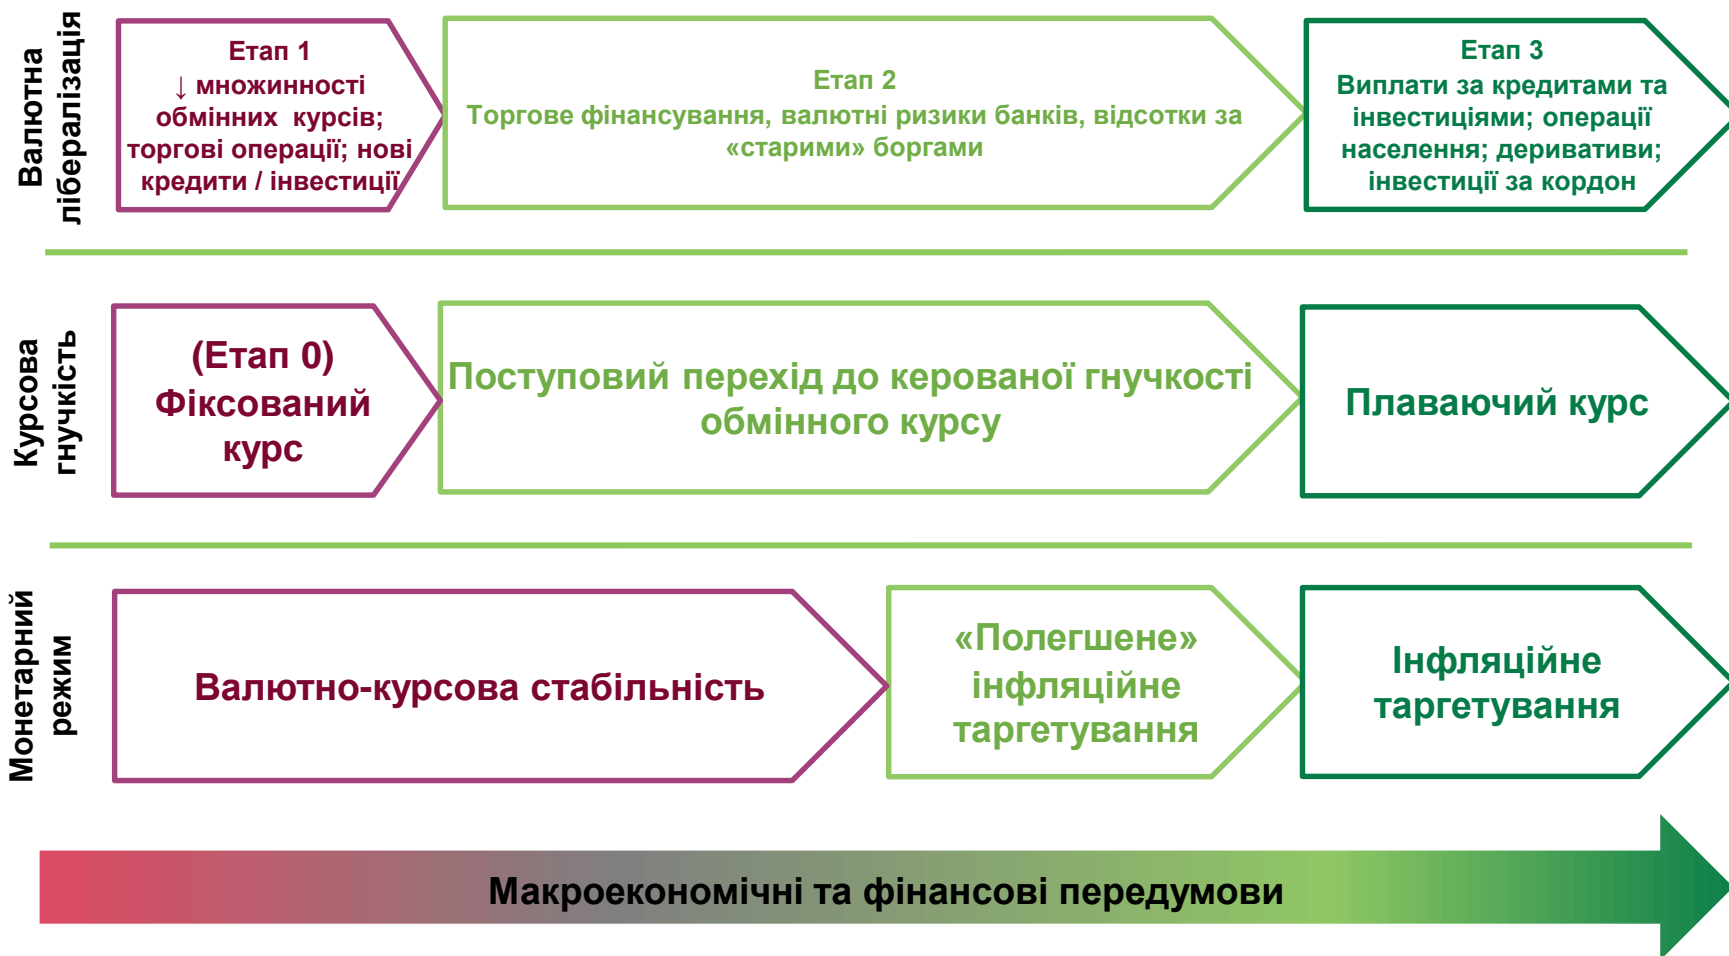 Валютна
лібералізація
Етап 1
↓ множинності
обмінних курсів;
торгові операції; нові
кредити / інвестиції
Етап 2
Торгове фінансування, валютні ризики банків, відсотки за
«старими» боргами
Етап 3
Виплати за кредитами та
інвестиціями; операції
населення; деривативи;
інвестиції за кордон
Курсова
гнучкість
(Етап 0)
Фіксований
курс
Поступовий перехід до керованої гнучкості
обмінного курсу
Плаваючий курс
Монетарний
режим
Валютно-курсова стабільність
«Полегшене»
інфляційне
таргетування
Інфляційне
таргетування
Макроекономічні та фінансові передумови